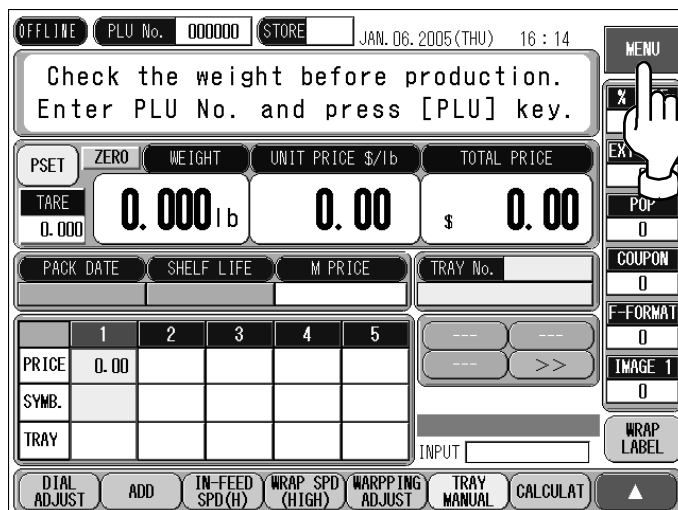 OFFLINE PLU No. 000000 STORE JAN. 06. 2005(THU) 16 : 14
MENU
Check the weight before production.
Enter PLU No. and press [PLU] key.
%
PSET ZERO WEIGHT UNIT PRICE $/lb TOTAL PRICE
TARE
0.000
0.000 lb 0.00 $ 0.00
POP
0
PACK DATE SHELF LIFE M PRICE TRAY No.
COUPON
0
F-FORMAT
0
1 2 3 4 5
PRICE 0.00
SYMB.
TRAY
--- ---
--- >>
IMAGE 1
0
INPUT
WRAP
LABEL
DIAL
ADJUST
ADD
IN-FEED
SPD(H)
WRAP SPD
(HIGH)
WARPPING
ADJUST
TRAY
MANUAL
CALCULAT
▲